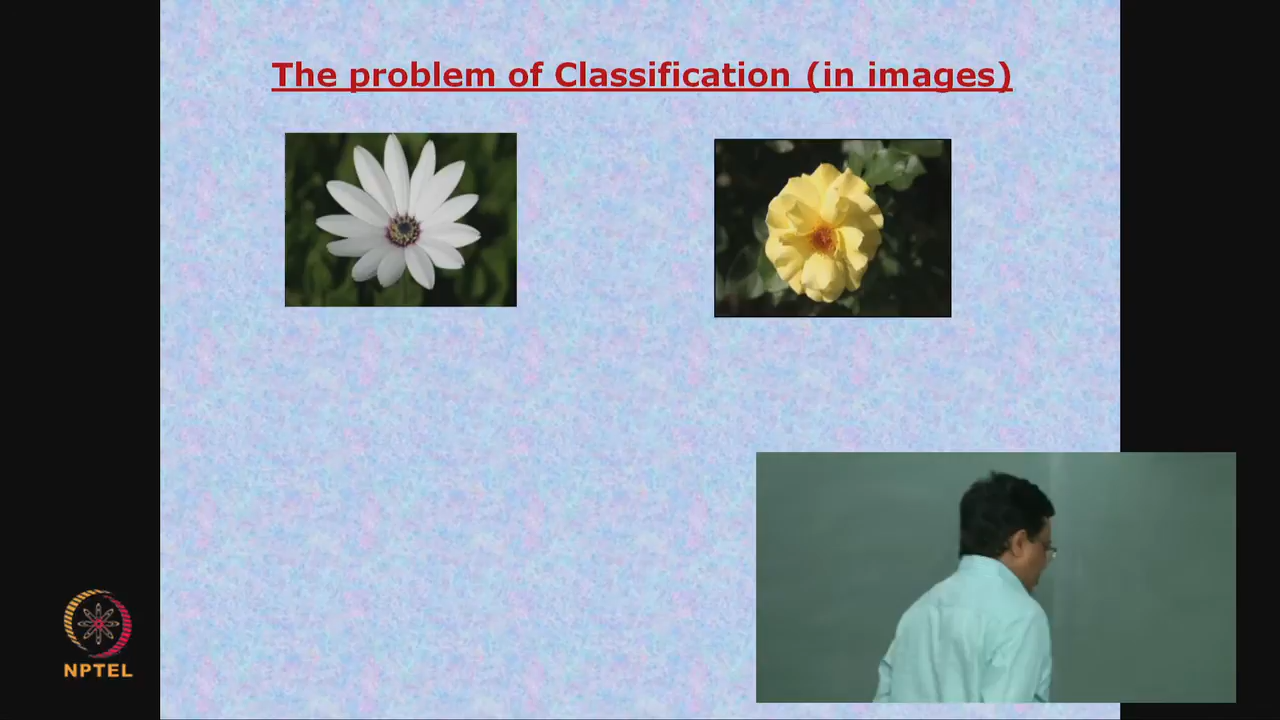 The problem of Classification (in images)
NPTEL